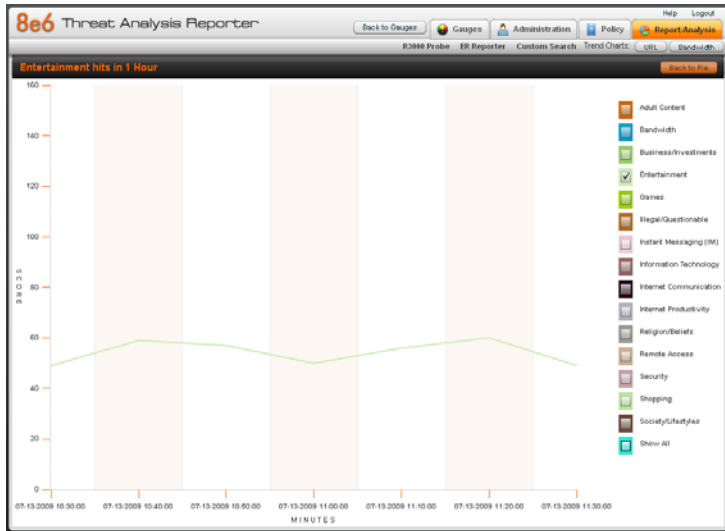 Help Logout
8e6 Threat Analysis Reporter
Back to Gauges Gauges Administration Policy Report/Analysis
R3000 Probe ER Reporter Custom Search Trend Charts: URL Bandwidth
Entertainment hits in 1 Hour
Back to Pie
160
140
120
100
80
60
40
20
0
SCORE
07-13-2009 10:30:00 07-13-2009 10:40:00 07-13-2009 10:50:00 07-13-2009 11:00:00 07-13-2009 11:10:00 07-13-2009 11:20:00 07-13-2009 11:30:00
MINUTES
Adult Content
Bandwidth
Business/Investments
Entertainment
Games
Illegal/Questionable
Instant Messaging (IM)
Information Technology
Internet Communication
Internet Productivity
Religion/Beliefs
Remote Access
Security
Shopping
Society/Lifestyles
Show All